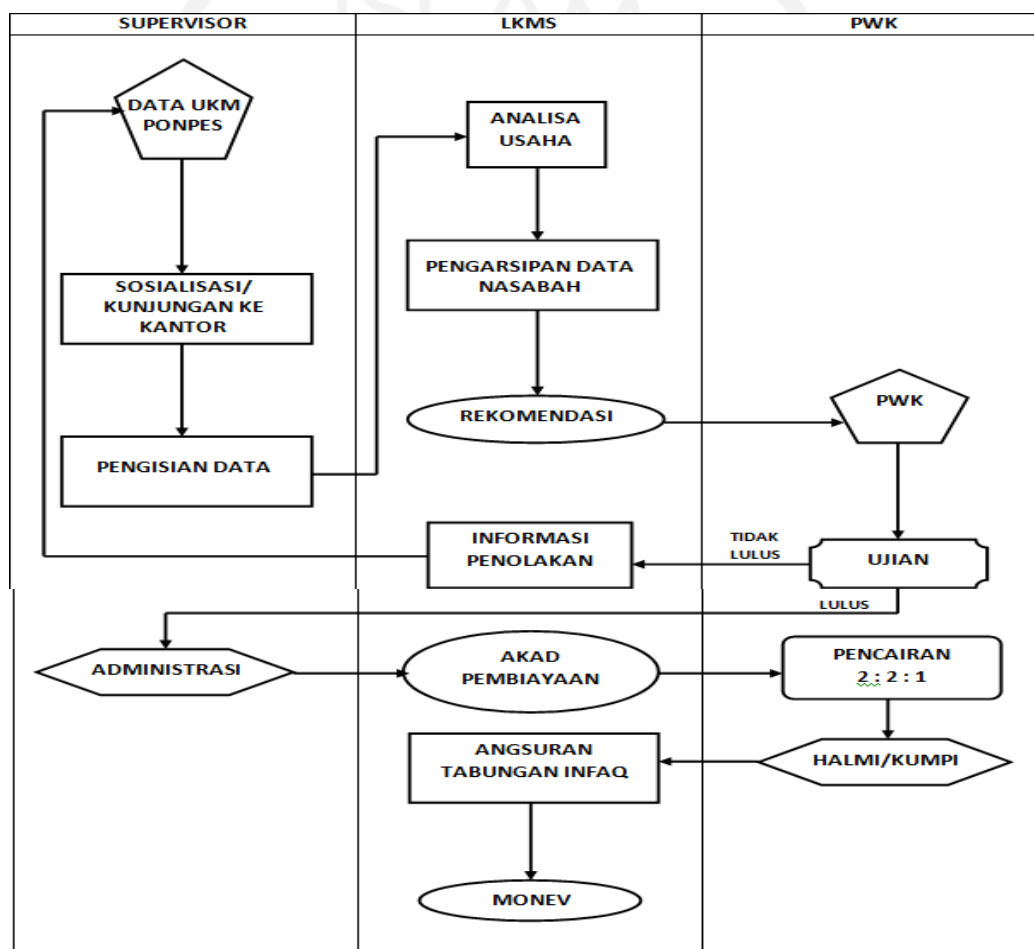 ISLAM
SUPERVISOR
LKMS
PWK
DATA UKM
PONPES
SOSIALISASI/
KUNJUNGAN KE
KANTOR
PENGISIAN DATA
ANALISA
USAHA
PENGARSIPAN DATA
NASABAH
REKOMENDASI
PWK
UJIAN
TIDAK
LULUS
INFORMASI
PENOLAKAN
LULUS
ADMINISTRASI
AKAD
PEMBIAYAAN
PENCAIRAN
2 : 2 : 1
HALMI/KUMPI
ANGSURAN
TABUNGAN INFAQ
MONEV